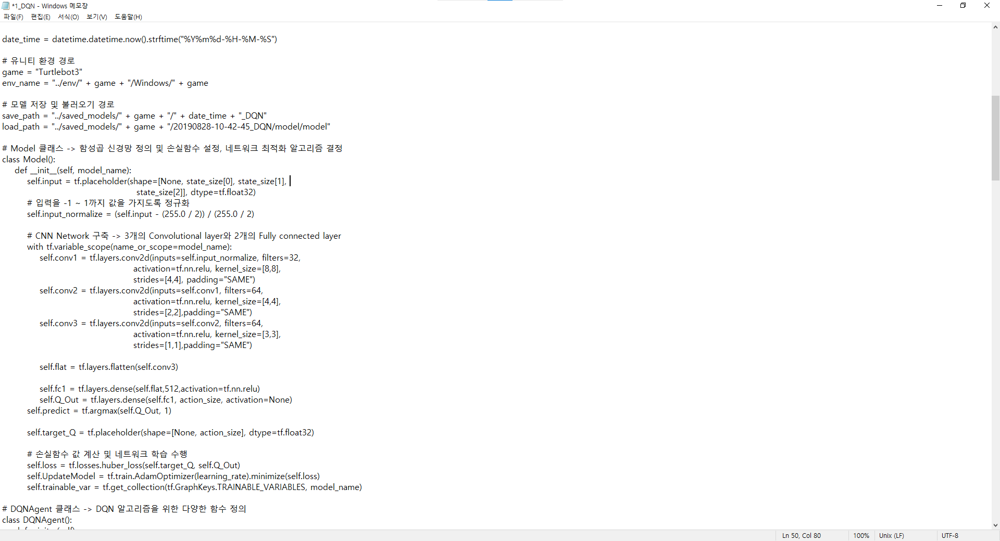 *1_DQN - Windows 메모장
파일(F) 편집(E) 서식(O) 보기(V) 도움말(H)
date_time = datetime.datetime.now().strftime("%Y%m%d-%H-%M-%S")
# 유니티 환경 경로
game = "Turtlebot3"
env_name = "../env/" + game + "/Windows/" + game
# 모델 저장 및 불러오기 경로
save_path = "../saved_models/" + game + "/" + date_time + "_DQN"
load_path = "../saved_models/" + game + "/20190828-10-42-45_DQN/model/model"
# Model 클래스 -> 함성곱 신경망 정의 및 손실함수 설정, 네트워크 최적화 알고리즘 결정
class Model():
def __init__(self, model_name):
self.input = tf.placeholder(shape=[None, state_size[0], state_size[1],
state_size[2]], dtype=tf.float32)
# 입력을 -1 ~ 1까지 값을 가지도록 정규화
self.input_normalize = (self.input - (255.0 / 2)) / (255.0 / 2)
# CNN Network 구축 -> 3개의 Convolutional layer와 2개의 Fully connected layer
with tf.variable_scope(name_or_scope=model_name):
self.conv1 = tf.layers.conv2d(inputs=self.input_normalize, filters=32,
activation=tf.nn.relu, kernel_size=[8,8],
strides=[4,4], padding="SAME")
self.conv2 = tf.layers.conv2d(inputs=self.conv1, filters=64,
activation=tf.nn.relu, kernel_size=[4,4],
strides=[2,2],padding="SAME")
self.conv3 = tf.layers.conv2d(inputs=self.conv2, filters=64,
activation=tf.nn.relu, kernel_size=[3,3],
strides=[1,1],padding="SAME")
self.flat = tf.layers.flatten(self.conv3)
self.fc1 = tf.layers.dense(self.flat,512,activation=tf.nn.relu)
self.Q_Out = tf.layers.dense(self.fc1, action_size, activation=None)
self.predict = tf.argmax(self.Q_Out, 1)
self.target_Q = tf.placeholder(shape=[None, action_size], dtype=tf.float32)
# 손실함수 값 계산 및 네트워크 학습 수행
self.loss = tf.losses.huber_loss(self.target_Q, self.Q_Out)
self.UpdateModel = tf.train.AdamOptimizer(learning_rate).minimize(self.loss)
self.trainable_var = tf.get_collection(tf.GraphKeys.TRAINABLE_VARIABLES, model_name)
# DQNAgent 클래스 -> DQN 알고리즘을 위한 다양한 함수 정의
class DQNAgent():
Ln 50, Col 80 100% Unix (LF) UTF-8